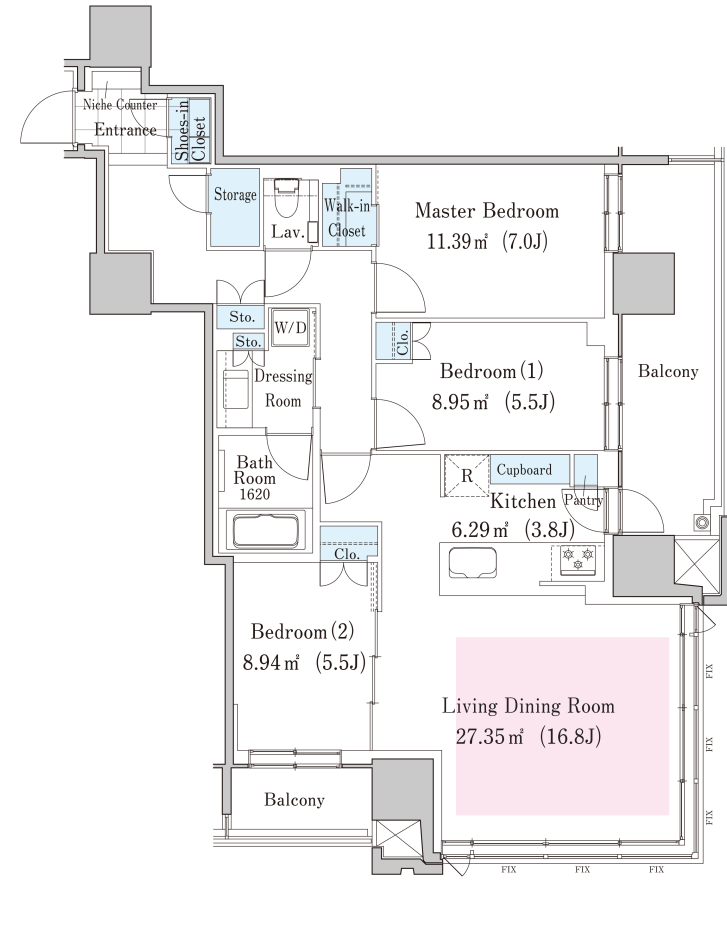 Niche Counter
Entrance
Shoes-in
Closet
Storage
Lav.
Walk-in
Closet
Master Bedroom
11.39㎡ (7.0J)
Sto.
Sto.
W/D
Clo.
Bedroom(1)
8.95㎡ (5.5J)
Balcony
Dressing
Room
Bath
Room
1620
R
Cupboard
Kitchen
Pantry
6.29㎡ (3.8J)
Clo.
Bedroom(2)
8.94㎡ (5.5J)
Living Dining Room
27.35㎡ (16.8J)
FIX
FIX
FIX
Balcony
FIX
FIX
FIX